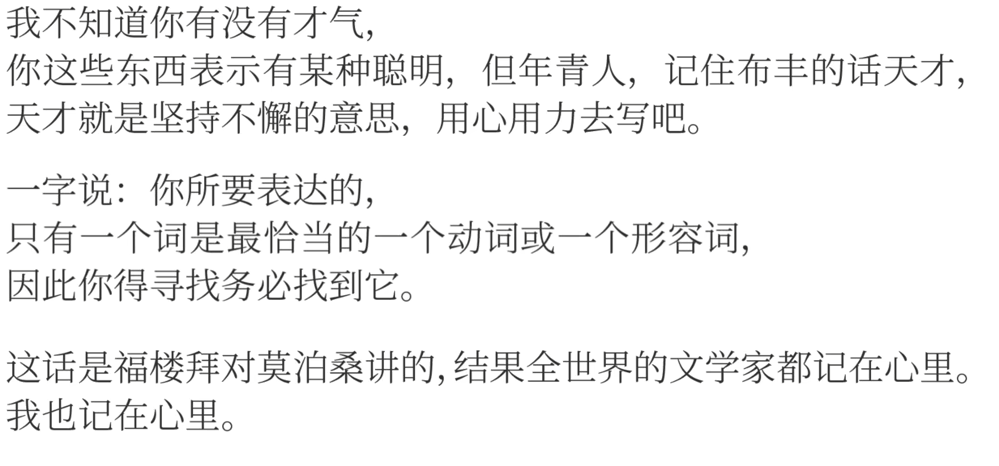 我不知道你有没有才气，
你这些东西表示有某种聪明，但年青人，记住布丰的话天才，
天才就是坚持不懈的意思，用心用力去写吧。
一字说：你所要表达的，
只有一个词是最恰当的一个动词或一个形容词，
因此你得寻找务必找到它。
这话是福楼拜对莫泊桑讲的，结果全世界的文学家都记在心里。
我也记在心里。